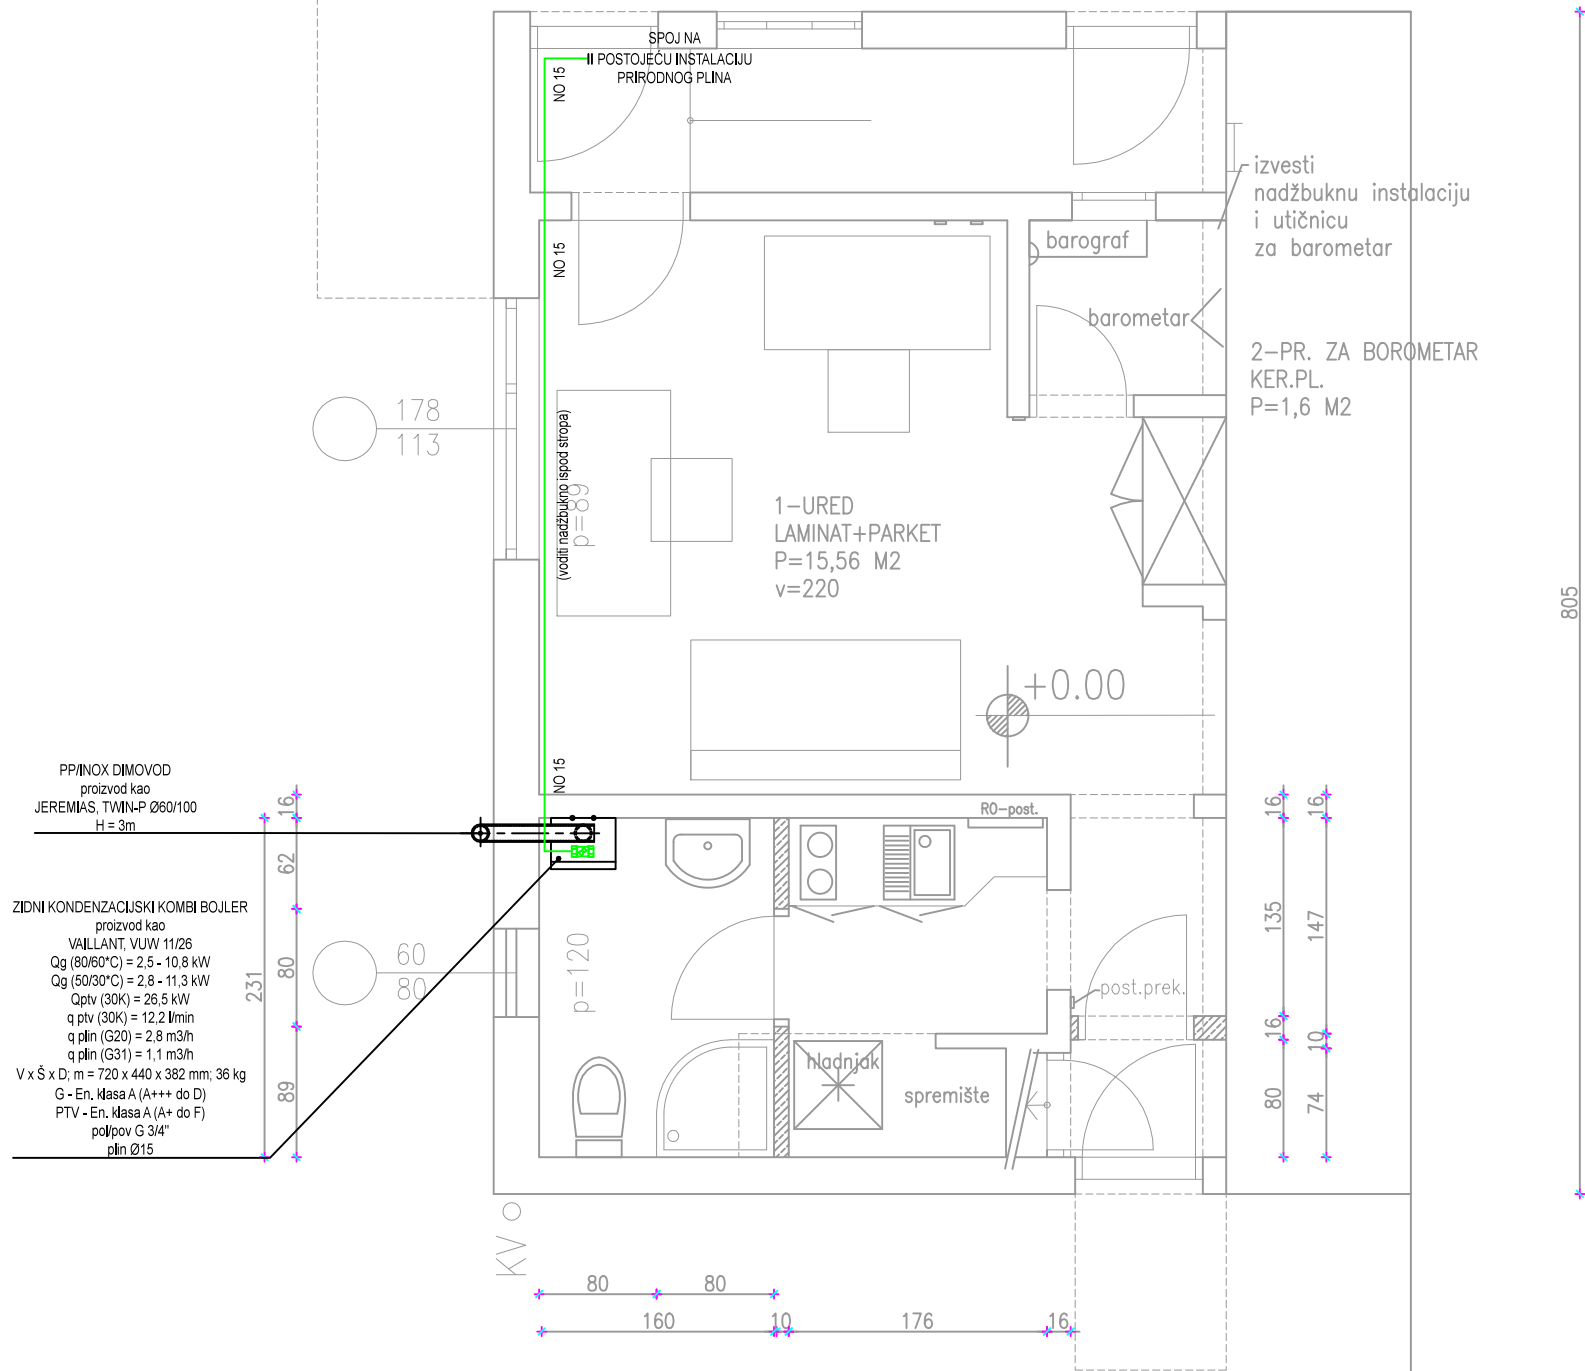 SPOJ NA
II POSTOJEĆU INSTALACIJU
PRIRODNOG PLINA
NO 15
izvesti
nadžbuknu instalaciju
i utičnicu
za barometar
barograf
NO 15
barometar
2-PR. ZA BOROMETAR
KER.PL.
P=1,6 M2
178
113
(voditi nadžbukno ispod stropa)
p=89
1-URED
LAMINAT+PARKET
P=15,56 M2
v=220
805
+0.00
NO 15
PP/INOX DIMOVOD
proizvod kao
JEREMIAS, TWIN-P Ø60/100
H = 3m
RO-post.
16
62
80
89
231
16
135
16
80
16
147
10
74
ZIDNI KONDENZACIJSKI KOMBI BOJLER
proizvod kao
VAILLANT, VUW 11/26
Qg (80/60*C) = 2,5 - 10,8 kW
Qg (50/30*C) = 2,8 - 11,3 kW
Qptv (30K) = 26,5 kW
q ptv (30K) = 12,2 l/min
q plin (G20) = 2,8 m3/h
q plin (G31) = 1,1 m3/h
V x Š x D; m = 720 x 440 x 382 mm; 36 kg
G - En. klasa A (A+++ do D)
PTV - En. klasa A (A+ do F)
pol/pov G 3/4"
plin Ø15
60
80
p=120
post.prek.
hladnjak
spremište
KV
80
80
160
10
176
16